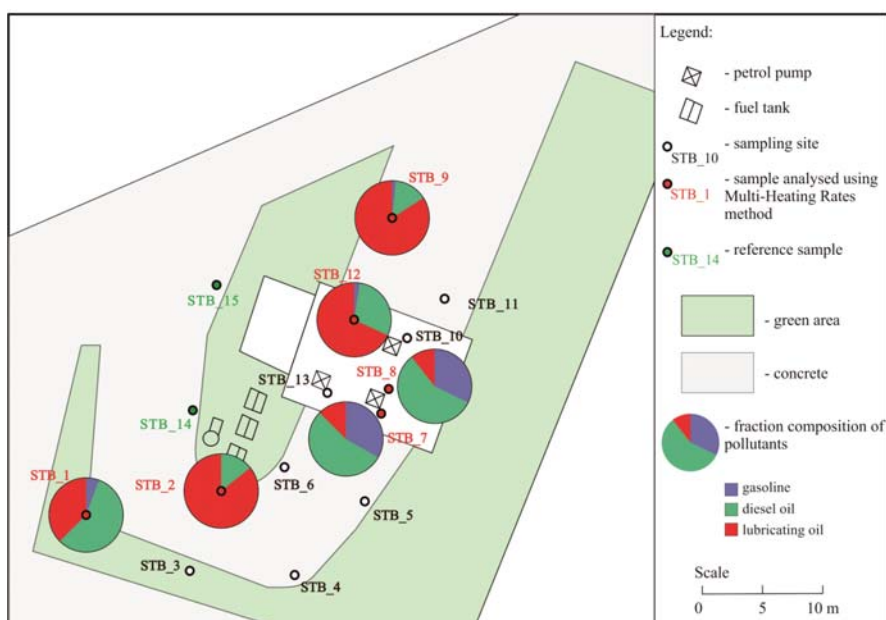 STB_9
STB_12
STB_15
STB_11
STB_10
STB_8
STB_13
STB_14
STB_7
STB_1
STB_2
STB_6
STB_5
STB_3
STB_4
Legend:
- petrol pump
- fuel tank
- sampling site
STB_10
- sample analysed using
STB_1
Multi-Heating Rates
method
- reference sample
STB_14
- green area
- concrete
- fraction composition of
pollutants
gasoline
diesel oil
lubricating oil
Scale
0 5 10 m